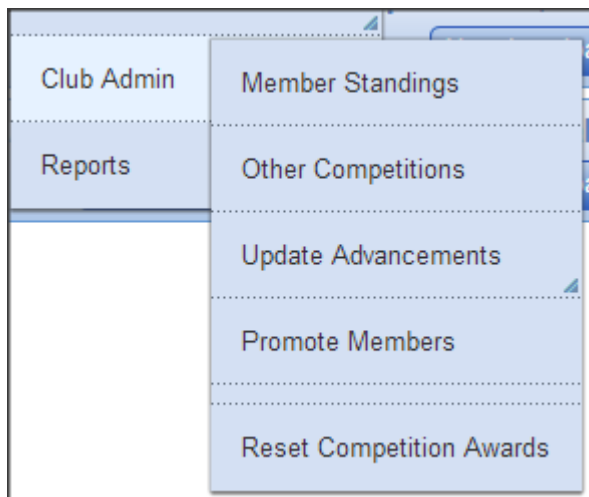 Club Admin
Reports
Member Standings
Other Competitions
Update Advancements
Promote Members
Reset Competition Awards